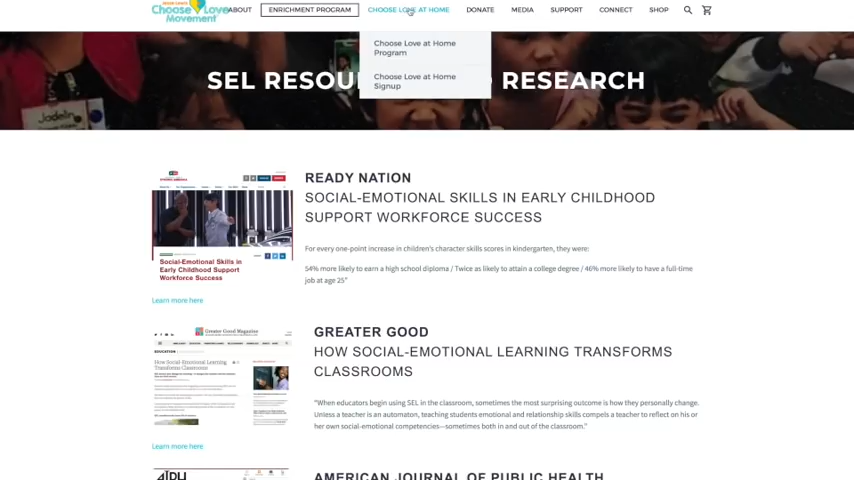 Choose Love
Movement
ABOUT
ENRICHMENT PROGRAM
CHOOSE LOVE AT HOME
DONATE
MEDIA
SUPPORT
CONNECT
SHOP
Choose Love at Home
Program
Choose Love at Home
Signup
SEL RESOU
RESEARCH
READY NATION
SOCIAL-EMOTIONAL SKILLS IN EARLY CHILDHOOD
SUPPORT WORKFORCE SUCCESS
For every one-point increase in children's character skills scores in kindergarten, they were:
54% more likely to earn a high school diploma / Twice as likely to attain a college degree / 46% more likely to have a full-time
job at age 25"
Social-Emotional Skills in
Early Childhood Support
Workforce Success
Learn more here
GREATER GOOD
HOW SOCIAL-EMOTIONAL LEARNING TRANSFORMS
CLASSROOMS
"When educators begin using SEL in the classroom, sometimes the most surprising outcome is how they personally change.
Unless a teacher is an automaton, teaching students emotional and relationship skills compels a teacher to reflect on his or
her own social-emotional competencies—sometimes both in and out of the classroom."
Greater Good Magazine
EDUCATION
How Social-Emotional Learning
Transforms Classrooms
Learn more here
AMERICAN JOURNAL OF PUBLIC HEALTH